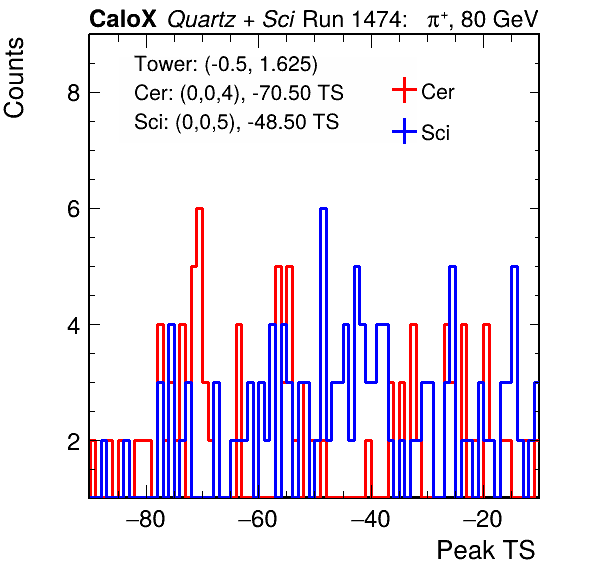 CaloX Quartz + Sci Run 1474: π⁺, 80 GeV
Counts
Tower: (-0.5, 1.625)
Cer: (0,0,4), -70.50 TS
Sci: (0,0,5), -48.50 TS
Cer
Sci
8
6
4
2
−80 −60 −40 −20
Peak TS